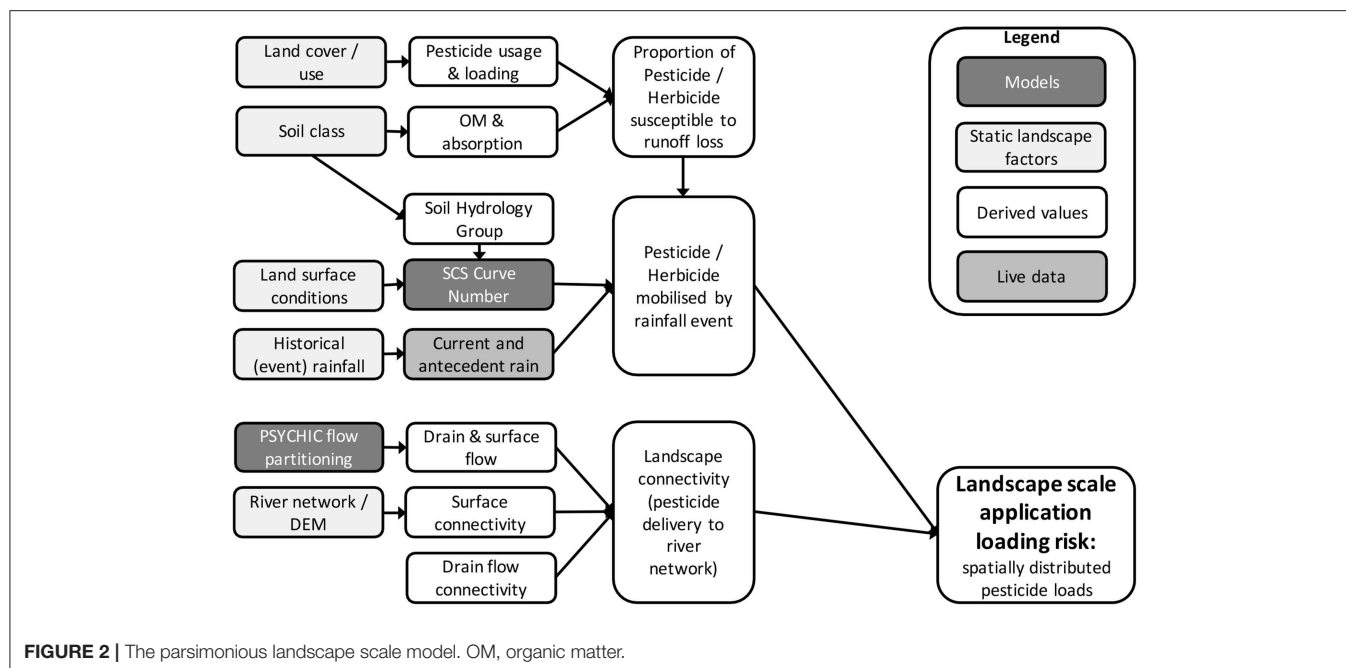 Land cover /
use
Pesticide usage
& loading
Proportion of
Pesticide /
Herbicide
susceptible to
runoff loss
Soil class
OM &
absorption
Soil Hydrology
Group
Land surface
conditions
SCS Curve
Number
Pesticide /
Herbicide
mobilised by
rainfall event
Historical
(event) rainfall
Current and
antecedent rain
PSYCHIC flow
partitioning
Drain & surface
flow
River network /
DEM
Surface
connectivity
Drain flow
connectivity
Landscape
connectivity
(pesticide
delivery to
river
network)
Landscape scale
application
loading risk:
spatially distributed
pesticide loads
Legend
Models
Static landscape
factors
Derived values
Live data
FIGURE 2 | The parsimonious landscape scale model. OM, organic matter.